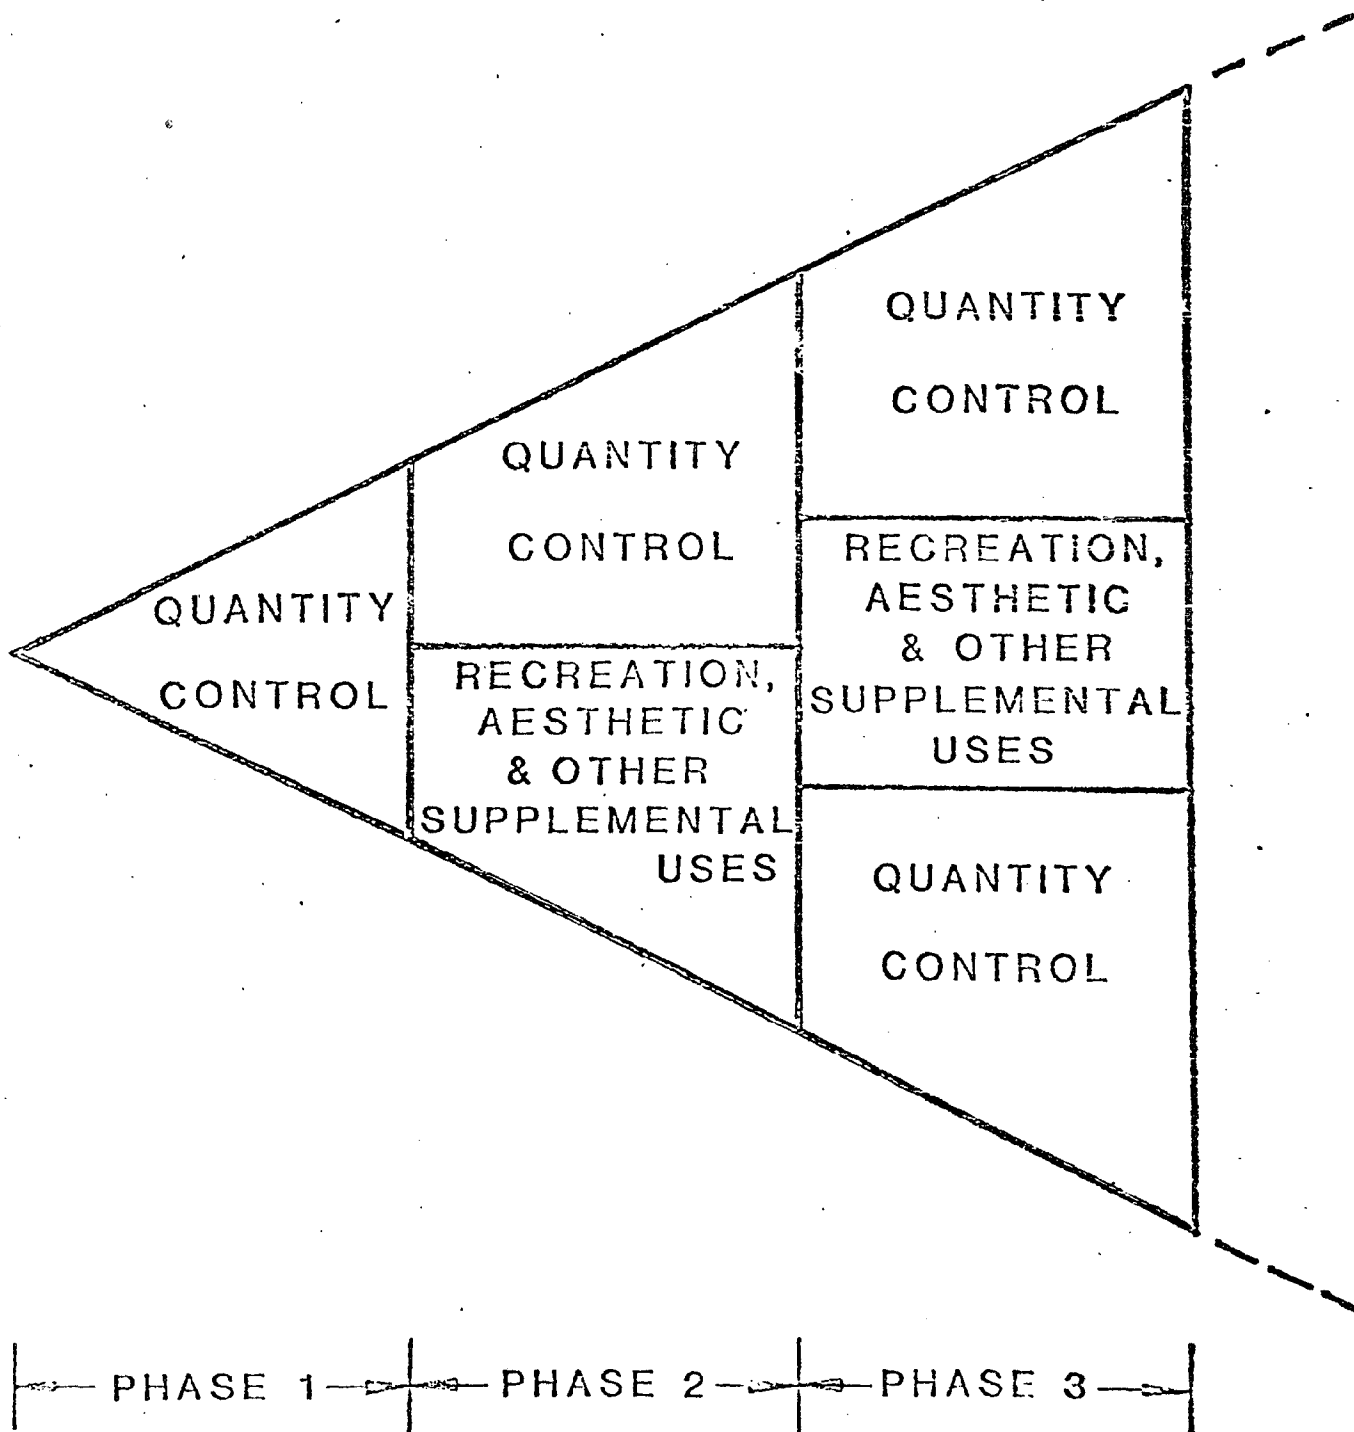 QUANTITY
CONTROL
QUANTITY
CONTROL
RECREATION,
AESTHETIC
& OTHER
SUPPLEMENTAL
USES
QUANTITY
CONTROL
RECREATION,
AESTHETIC
& OTHER
SUPPLEMENTAL
USES
QUANTITY
CONTROL
PHASE 1
PHASE 2
PHASE 3